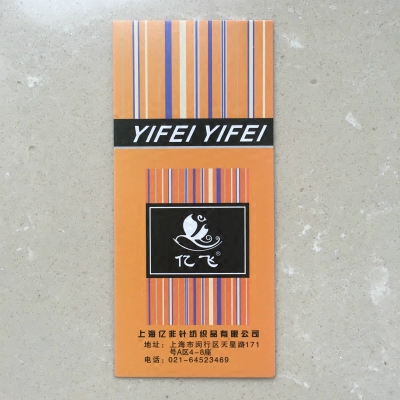 YIFEI YIFEI
亿飞®
上海亿非针纺织品有限公司
地址：上海市闵行区天星路171
号A区4-8座
电话：021-64523469